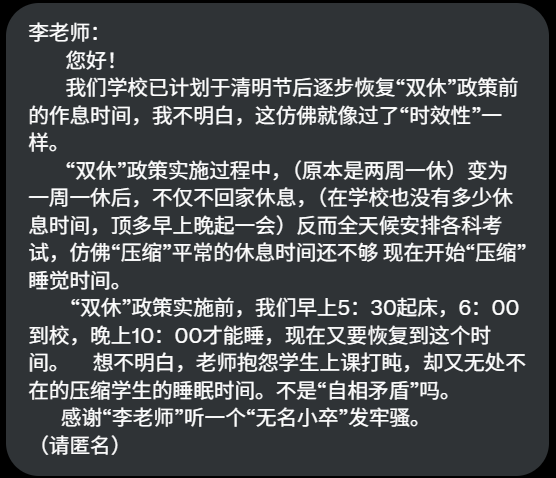 李老师：
您好！
我们学校已计划于清明节后逐步恢复“双休”政策前
的作息时间，我不明白，这仿佛就像过了“时效性”一
样。
“双休”政策实施过程中，（原本是两周一休）变为
一周一休后，不仅不回家休息，（在学校也没有多少休
息时间，顶多早上晚起一会）反而全天候安排各科考
试，仿佛“压缩”平常的休息时间还不够 现在开始“压缩”
睡觉时间。
“双休”政策实施前，我们早上5：30起床，6：00
到校，晚上10：00才能睡，现在又要恢复到这个时
间。 想不明白，老师抱怨学生上课打盹，却又无处不
在的压缩学生的睡眠时间。不是“自相矛盾”吗。
感谢“李老师”听一个“无名小卒”发牢骚。
（请匿名）